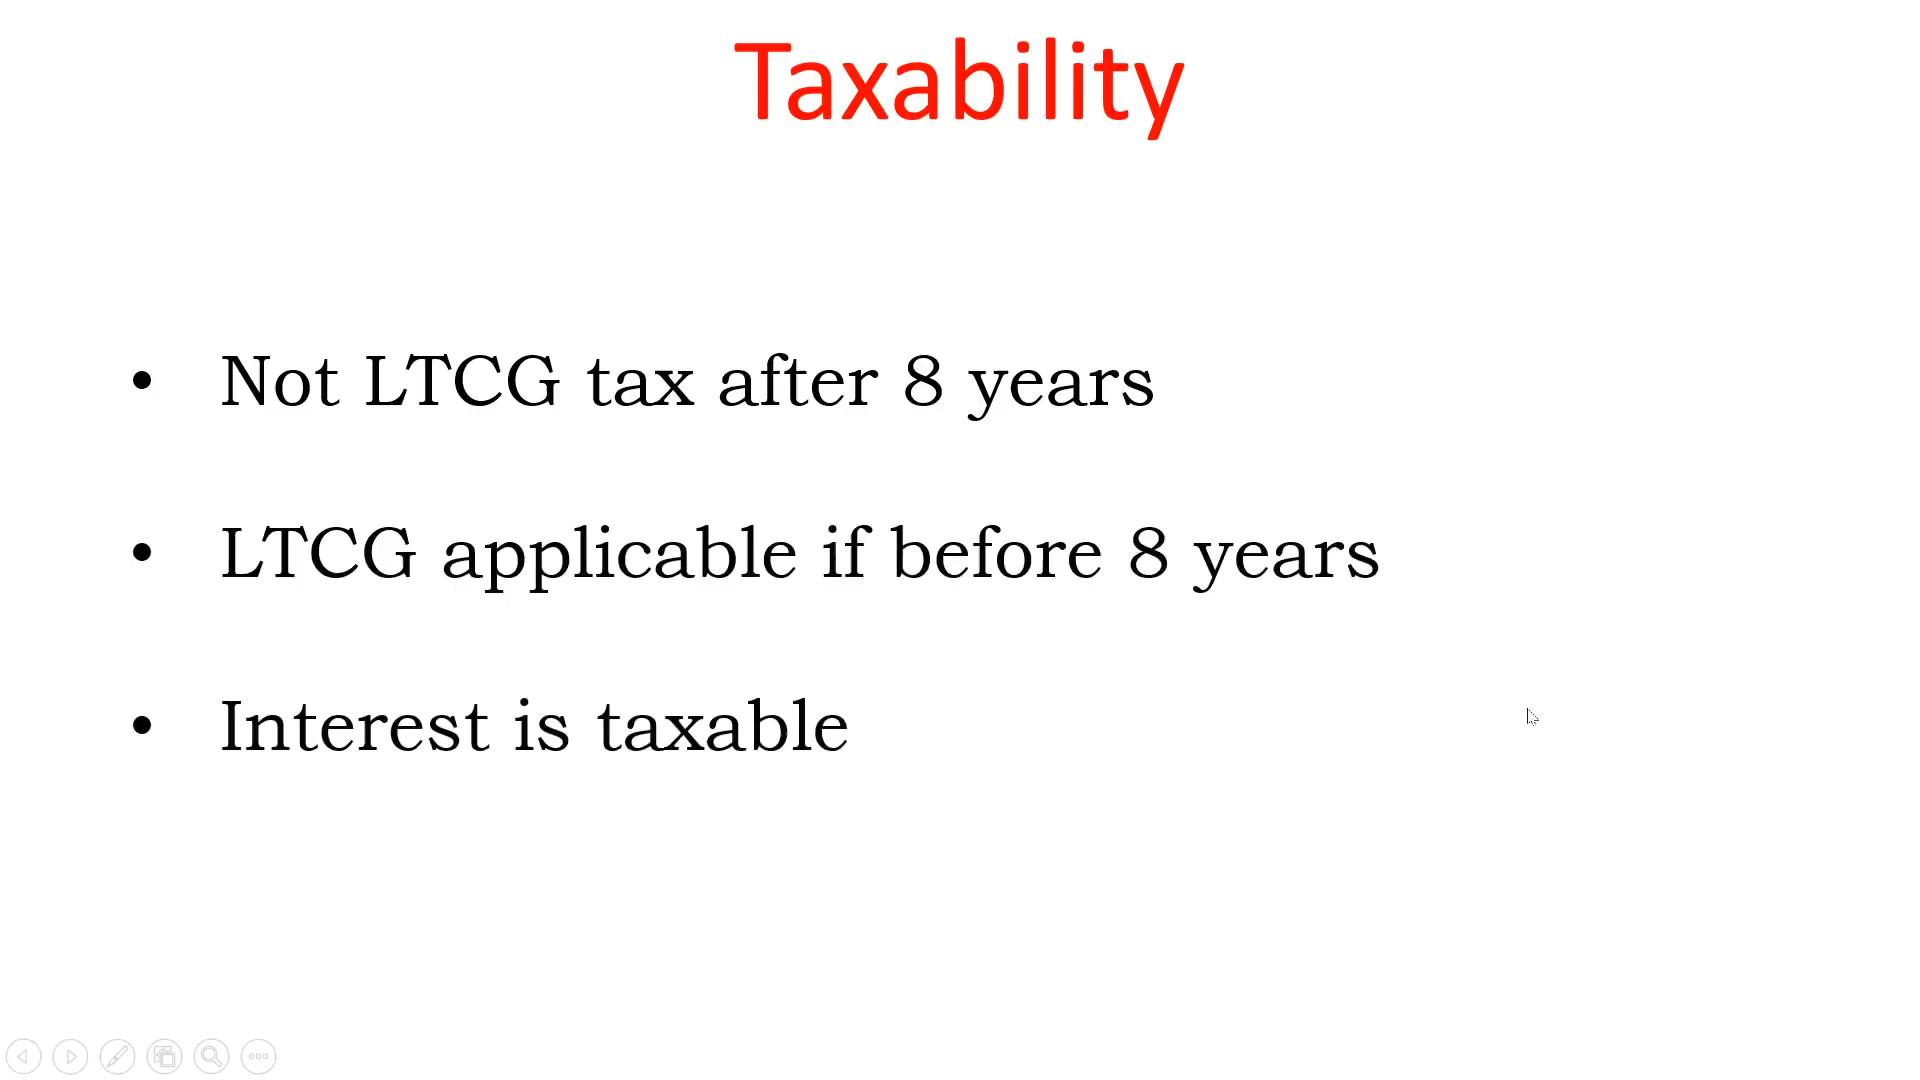 Taxability
• Not LTCG tax after 8 years
• LTCG applicable if before 8 years
• Interest is taxable